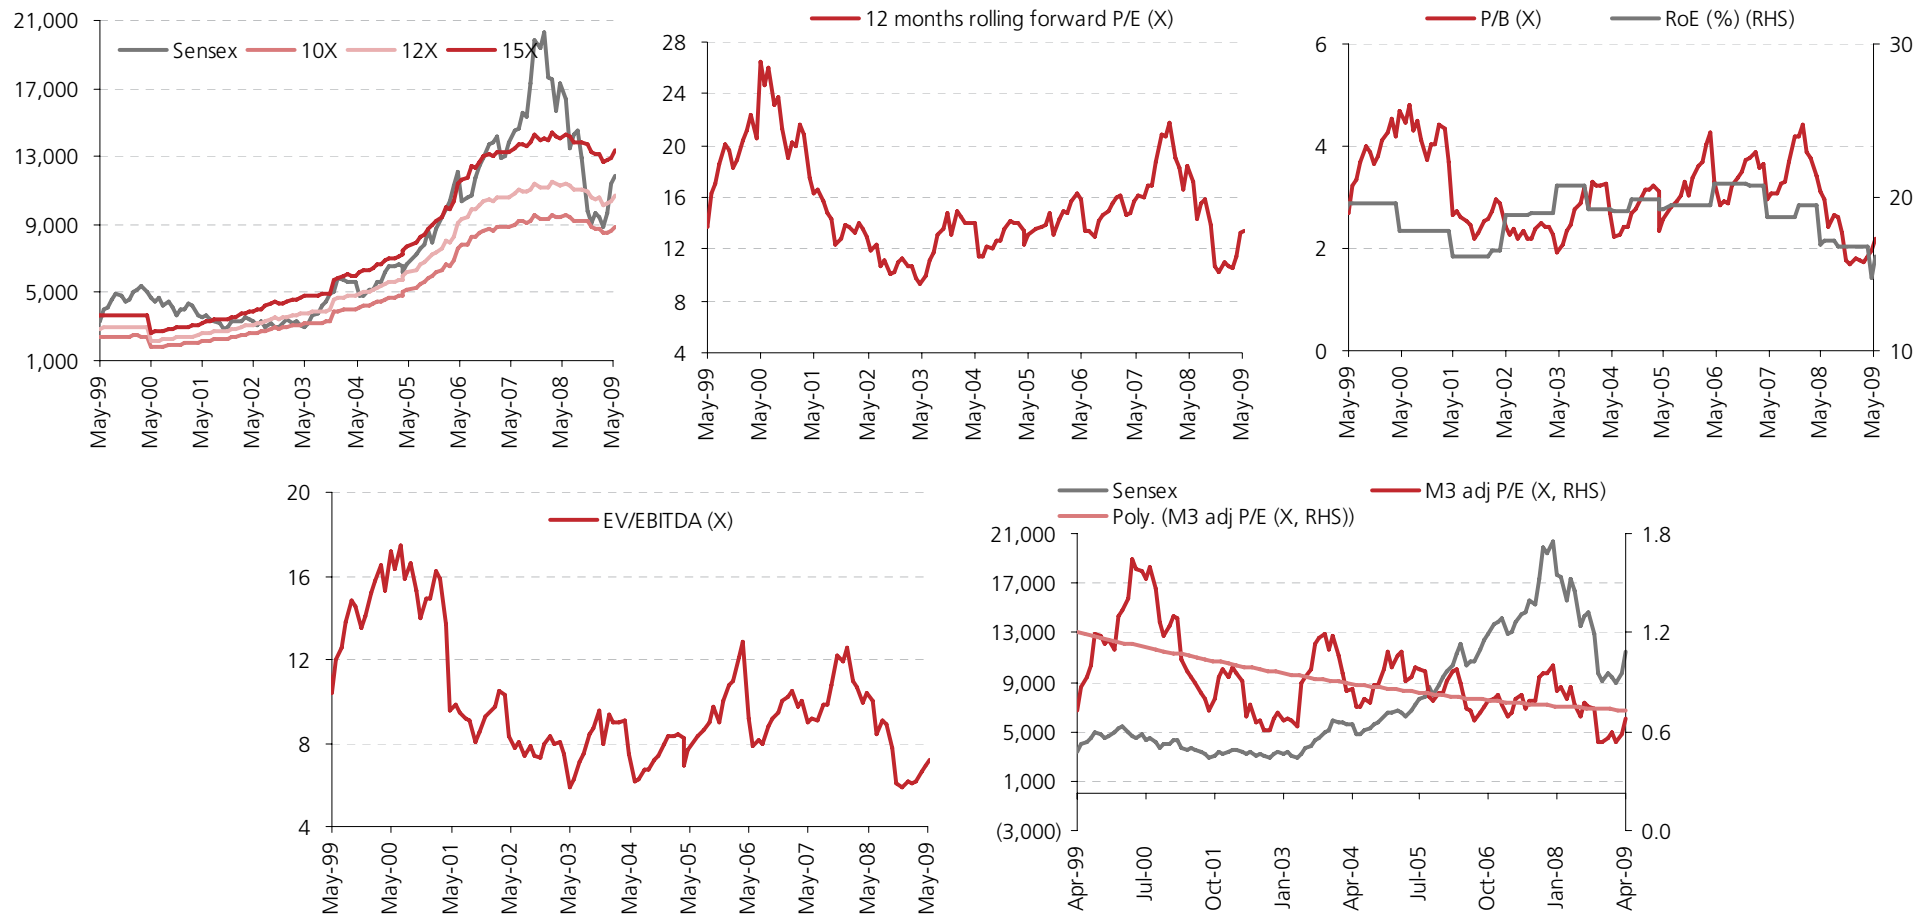 Sensex 10X 12X 15X
21,000
17,000
13,000
9,000
5,000
1,000
May-99 May-00 May-01 May-02 May-03 May-04 May-05 May-06 May-07 May-08 May-09
12 months rolling forward P/E (X)
28
24
20
16
12
8
4
May-99 May-00 May-01 May-02 May-03 May-04 May-05 May-06 May-07 May-08 May-09
P/B (X) RoE (%) (RHS)
6 30
4
20
2
0 10
May-99 May-00 May-01 May-02 May-03 May-04 May-05 May-06 May-07 May-08 May-09
EV/EBITDA (X)
20
16
12
8
4
May-99 May-00 May-01 May-02 May-03 May-04 May-05 May-06 May-07 May-08 May-09
Sensex M3 adj P/E (X, RHS)
Poly. (M3 adj P/E (X, RHS))
21,000 1.8
17,000
13,000 1.2
9,000
5,000 0.6
1,000
(3,000) 0.0
Apr-99 Jul-00 Oct-01 Jan-03 Apr-04 Jul-05 Oct-06 Jan-08 Apr-09